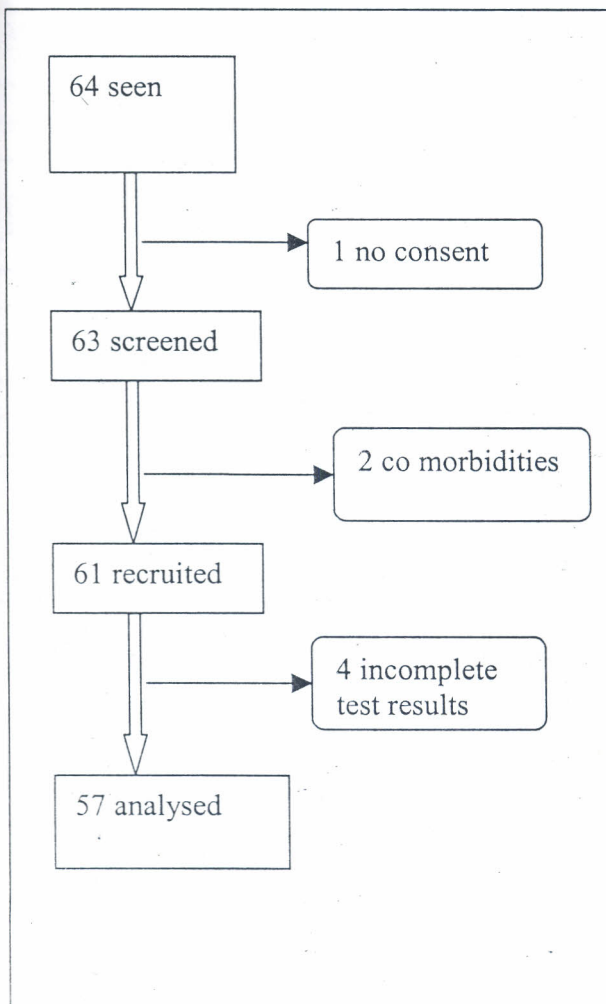 64 seen
1 no consent
63 screened
2 co morbidities
61 recruited
4 incomplete
test results
57 analysed